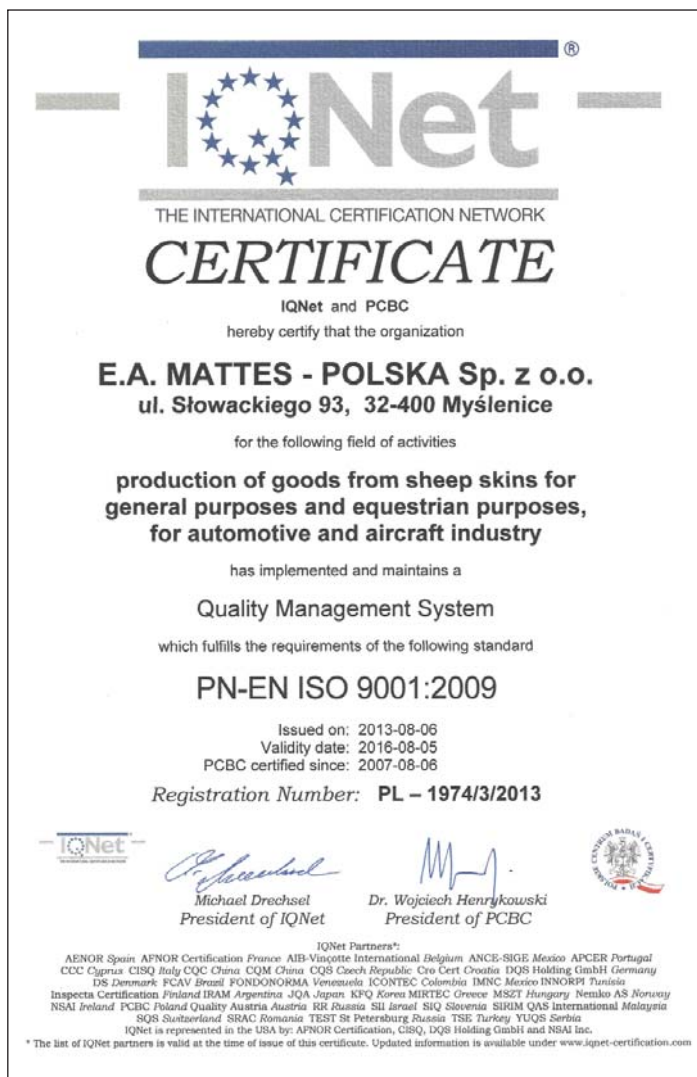 IQNet ®
THE INTERNATIONAL CERTIFICATION NETWORK
CERTIFICATE
IQNet and PCBC
hereby certify that the organization
E.A. MATTES - POLSKA Sp. z o.o.
ul. Słowackiego 93, 32-400 Myślenice
for the following field of activities
production of goods from sheep skins for
general purposes and equestrian purposes,
for automotive and aircraft industry
has implemented and maintains a
Quality Management System
which fulfills the requirements of the following standard
PN-EN ISO 9001:2009
Issued on: 2013-08-06
Validity date: 2016-08-05
PCBC certified since: 2007-08-06
Registration Number: PL – 1974/3/2013
IQNet
THE INTERNATIONAL CERTIFICATION NETWORK
POLSKIE CENTRUM BADAŃ I CERTYFIKACJI
Michael Drechsel Dr. Wojciech Henrykowski
President of IQNet President of PCBC
IQNet Partners*:
AENOR Spain AFNOR Certification France AIB-Vinçotte International Belgium ANCE-SIGE Mexico APCER Portugal
CCC Cyprus CISQ Italy CQC China CQM China CQS Czech Republic Cro Cert Croatia DQS Holding GmbH Germany
DS Denmark FCAV Brazil FONDONORMA Venezuela ICONTEC Colombia IMNC Mexico INNORPI Tunisia
Inspecta Certification Finland IRAM Argentina JQA Japan KFQ Korea MIRTEC Greece MSZT Hungary Nemko AS Norway
NSAI Ireland PCBC Poland Quality Austria Austria RR Russia SII Israel SIQ Slovenia SIRIM QAS International Malaysia
SQS Switzerland SRAC Romania TEST St Petersburg Russia TSE Turkey YUQS Serbia
IQNet is represented in the USA by: AFNOR Certification, CISQ, DQS Holding GmbH and NSAI Inc.
* The list of IQNet partners is valid at the time of issue of this certificate. Updated information is available under www.iqnet-certification.com